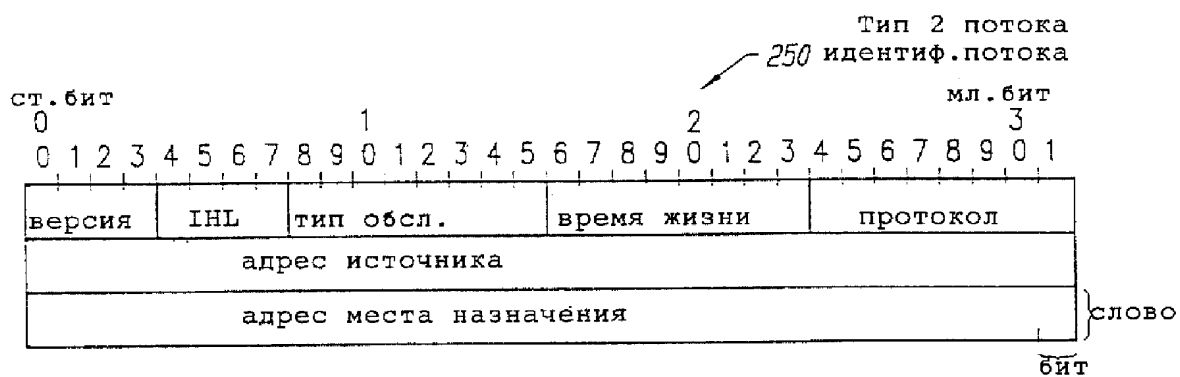 Тип 2 потока
250 идентиф.потока
ст.бит мл.бит
0 1 2 3
0 1 2 3 4 5 6 7 8 9 0 1 2 3 4 5 6 7 8 9 0 1 2 3 4 5 6 7 8 9 0 1
версия IHL тип обсл. время жизни протокол
адрес источника
адрес места назначения слово
бит